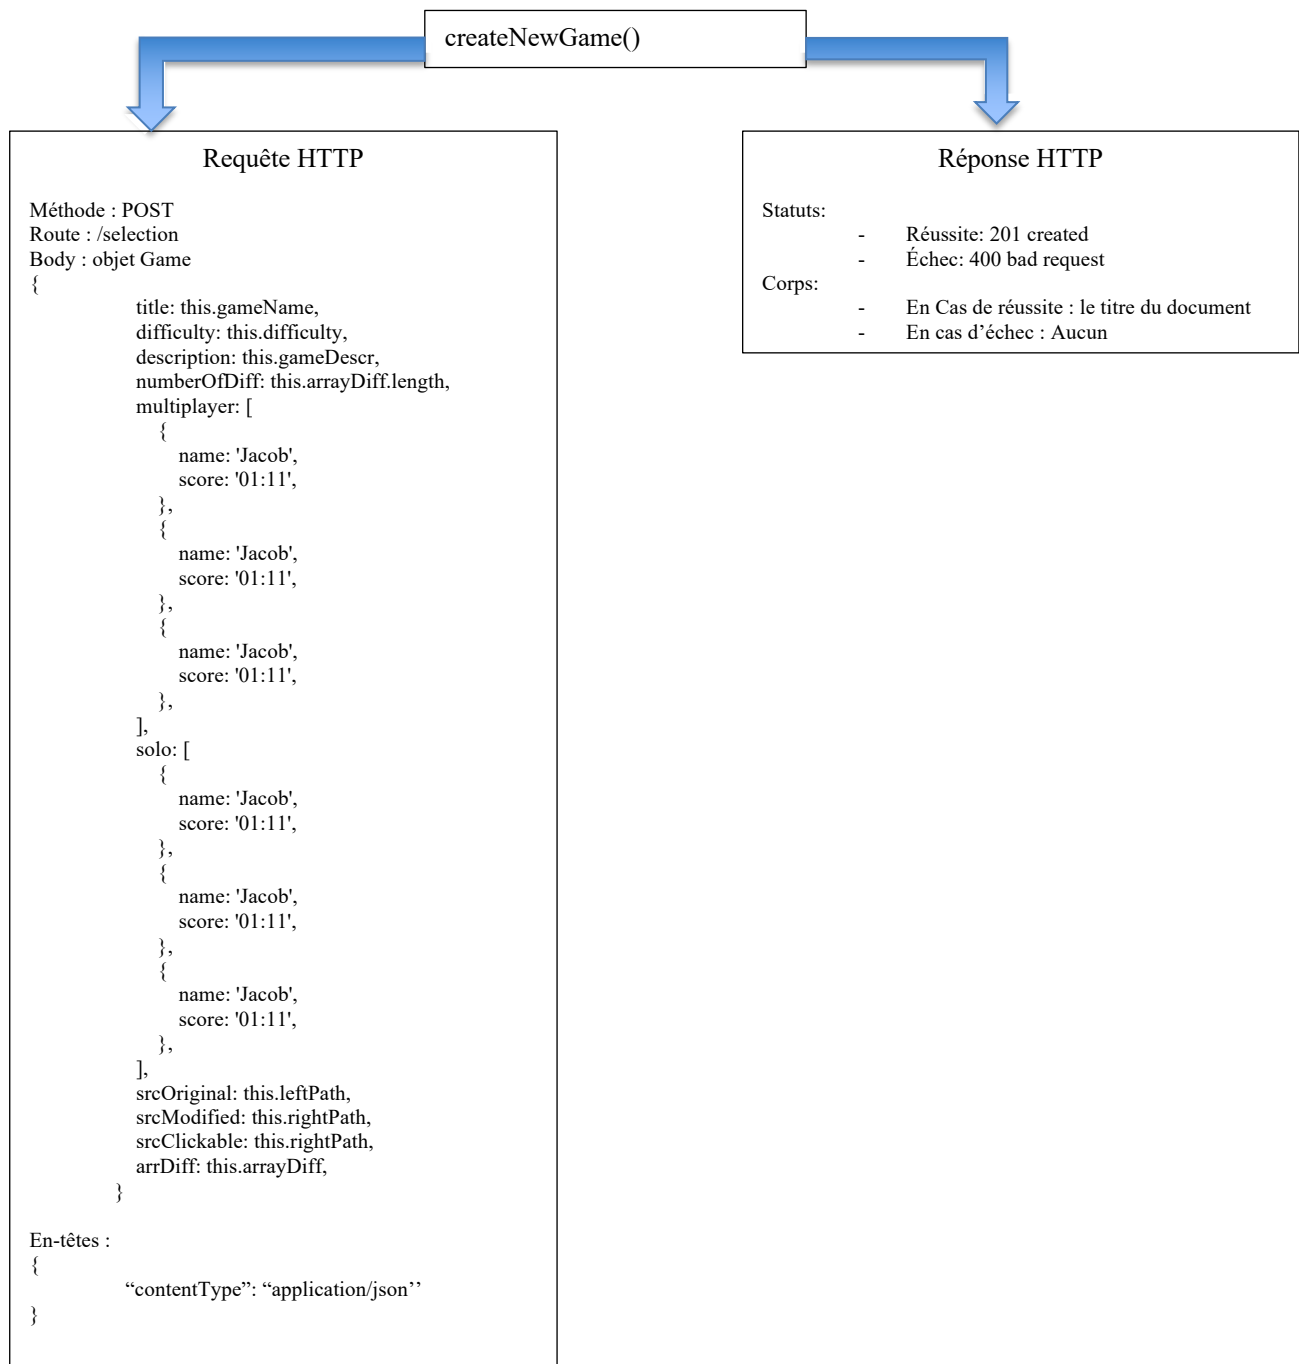 createNewGame()
Requête HTTP
Méthode : POST
Route : /selection
Body : objet Game
{
title: this.gameName,
difficulty: this.difficulty,
description: this.gameDescr,
numberOfDiff: this.arrayDiff.length,
multiplayer: [
{
name: 'Jacob',
score: '01:11',
},
{
name: 'Jacob',
score: '01:11',
},
{
name: 'Jacob',
score: '01:11',
},
],
solo: [
{
name: 'Jacob',
score: '01:11',
},
{
name: 'Jacob',
score: '01:11',
},
{
name: 'Jacob',
score: '01:11',
},
],
srcOriginal: this.leftPath,
srcModified: this.rightPath,
srcClickable: this.rightPath,
arrDiff: this.arrayDiff,
}
En-têtes :
{
“contentType”: “application/json’’
}
Réponse HTTP
Statuts:
- Réussite: 201 created
- Échec: 400 bad request
Corps:
- En Cas de réussite : le titre du document
- En cas d’échec : Aucun